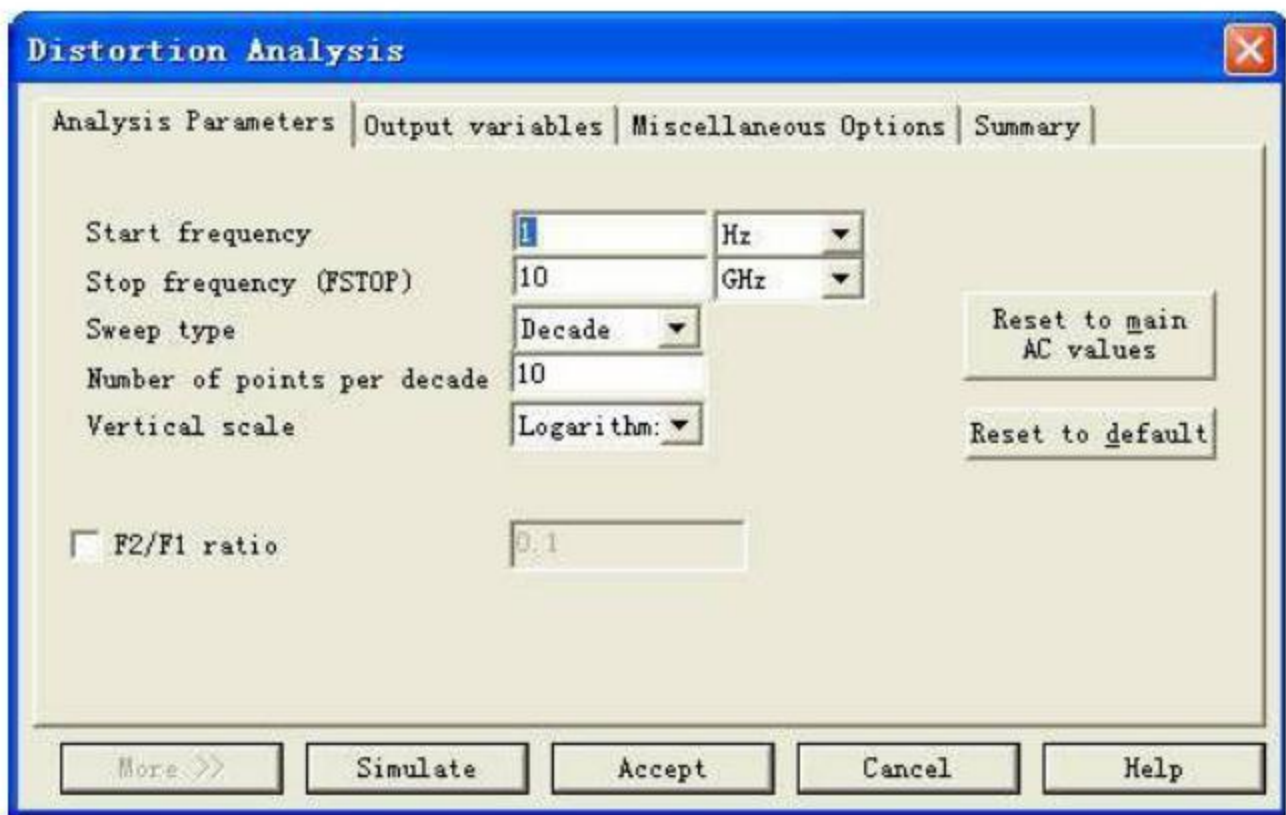 Distortion Analysis
Analysis Parameters Output variables Miscellaneous Options Summary
Start frequency 1 Hz
Stop frequency (FSTOP) 10 GHz
Sweep type Decade
Number of points per decade 10
Vertical scale Logarithm:
Reset to main
AC values
Reset to default
F2/F1 ratio 0.1
More >> Simulate Accept Cancel Help